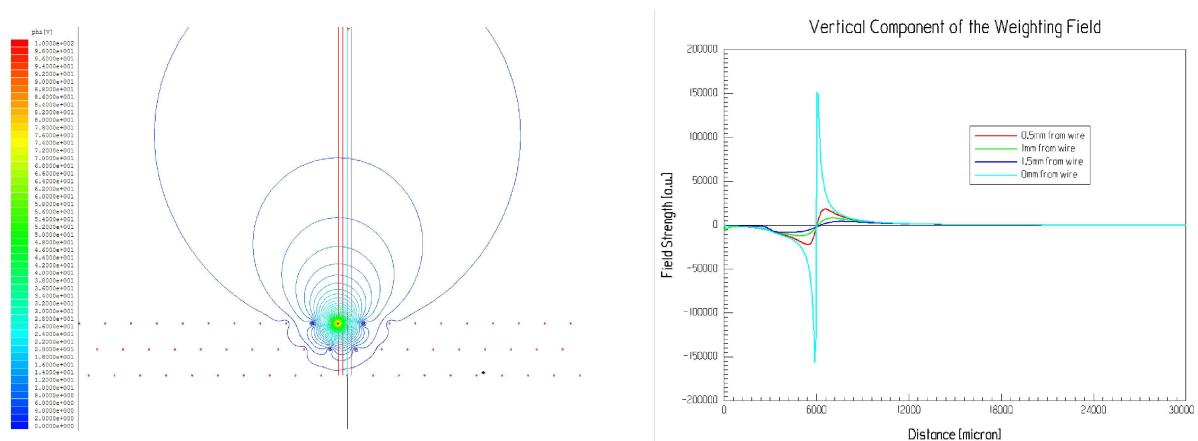 phi [V]
1.0000e+002
9.8000e+001
9.6000e+001
9.4000e+001
9.2000e+001
9.0000e+001
8.8000e+001
8.6000e+001
8.4000e+001
8.2000e+001
8.0000e+001
7.8000e+001
7.6000e+001
7.4000e+001
7.2000e+001
7.0000e+001
6.8000e+001
6.6000e+001
6.4000e+001
6.2000e+001
6.0000e+001
5.8000e+001
5.6000e+001
5.4000e+001
5.2000e+001
5.0000e+001
4.8000e+001
4.6000e+001
4.4000e+001
4.2000e+001
4.0000e+001
3.8000e+001
3.6000e+001
3.4000e+001
3.2000e+001
3.0000e+001
2.8000e+001
2.6000e+001
2.4000e+001
2.2000e+001
2.0000e+001
1.8000e+001
1.6000e+001
1.4000e+001
1.2000e+001
1.0000e+001
8.0000e+000
6.0000e+000
4.0000e+000
2.0000e+000
0.0000e+000
Vertical Component of the Weighting Field
200000
150000
100000
50000
0
-50000
-100000
-150000
-200000
Field Strength [a.u.]
0,5mm from wire
1mm from wire
1,5mm from wire
0mm from wire
0 6000 12000 18000 24000 30000
Distance [micron]